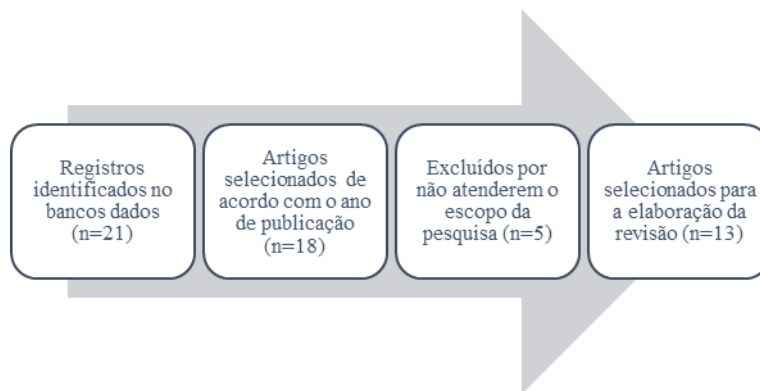 Registros
identificados no
bancos dados
(n=21)
Artigos
selecionados de
acordo com o ano
de publicação
(n=18)
Excluídos por
não atenderem o
escopo da
pesquisa (n=5)
Artigos
selecionados para
a elaboração da
revisão (n=13)